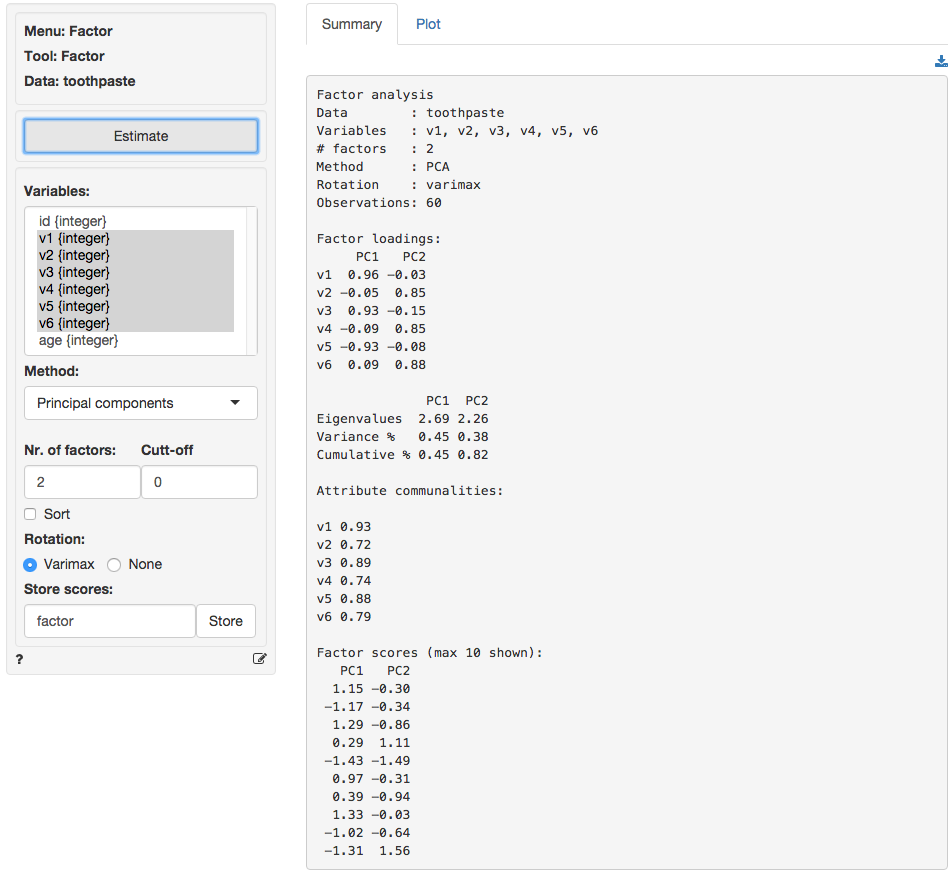 Menu: Factor
Tool: Factor
Data: toothpaste
Estimate
Variables:
id {integer}
v1 {integer}
v2 {integer}
v3 {integer}
v4 {integer}
v5 {integer}
v6 {integer}
age {integer}
Method:
Principal components
Nr. of factors: Cutt-off
2 0
Sort
Rotation:
Varimax None
Store scores:
factor Store
?
Summary Plot
Factor analysis
Data : toothpaste
Variables : v1, v2, v3, v4, v5, v6
# factors : 2
Method : PCA
Rotation : varimax
Observations: 60
Factor loadings:
PC1 PC2
v1 0.96 −0.03
v2 −0.05 0.85
v3 0.93 −0.15
v4 −0.09 0.85
v5 −0.93 −0.08
v6 0.09 0.88
PC1 PC2
Eigenvalues 2.69 2.26
Variance % 0.45 0.38
Cumulative % 0.45 0.82
Attribute communalities:
v1 0.93
v2 0.72
v3 0.89
v4 0.74
v5 0.88
v6 0.79
Factor scores (max 10 shown):
PC1 PC2
1.15 −0.30
−1.17 −0.34
1.29 −0.86
0.29 1.11
−1.43 −1.49
0.97 −0.31
0.39 −0.94
1.33 −0.03
−1.02 −0.64
−1.31 1.56